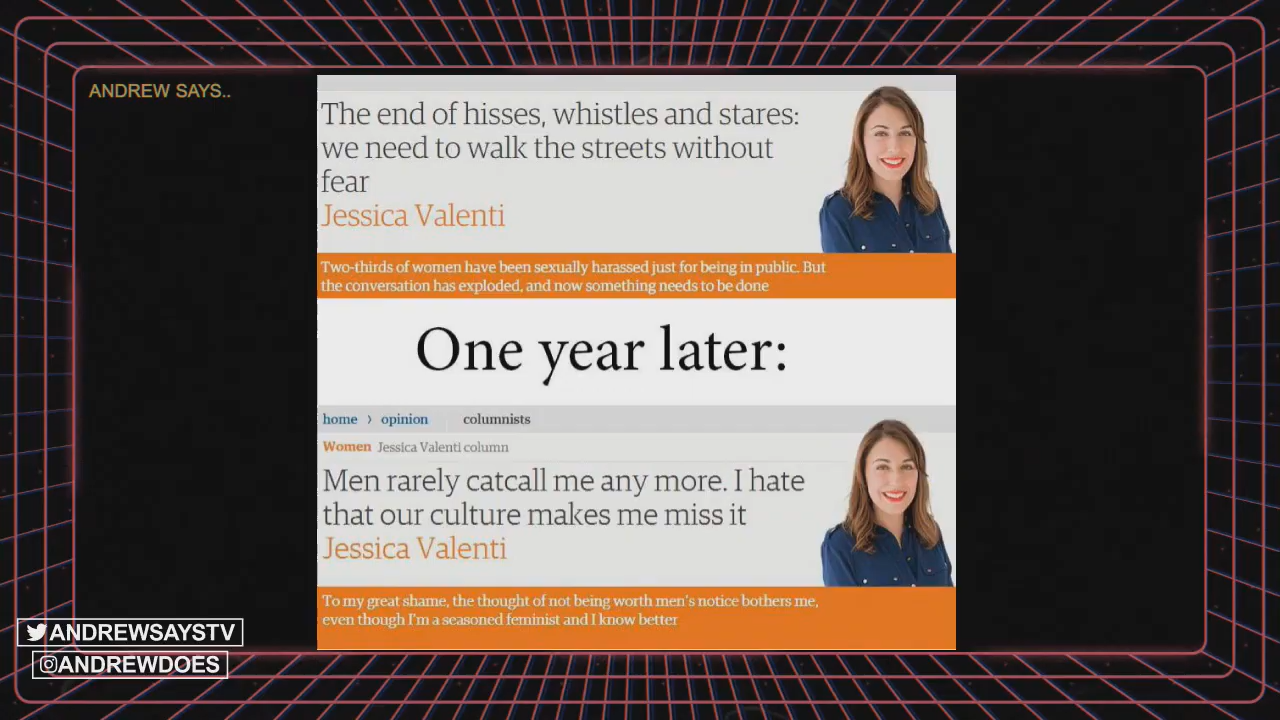 ANDREW SAYS..
The end of hisses, whistles and stares:
we need to walk the streets without
fear
Jessica Valenti
Two-thirds of women have been sexually harassed just for being in public. But
the conversation has exploded, and now something needs to be done
One year later:
home › opinion columnists
Women Jessica Valenti column
Men rarely catcall me any more. I hate
that our culture makes me miss it
Jessica Valenti
To my great shame, the thought of not being worth men's notice bothers me,
even though I'm a seasoned feminist and I know better
ANDREWSAYSTV
@ANDREWDOES